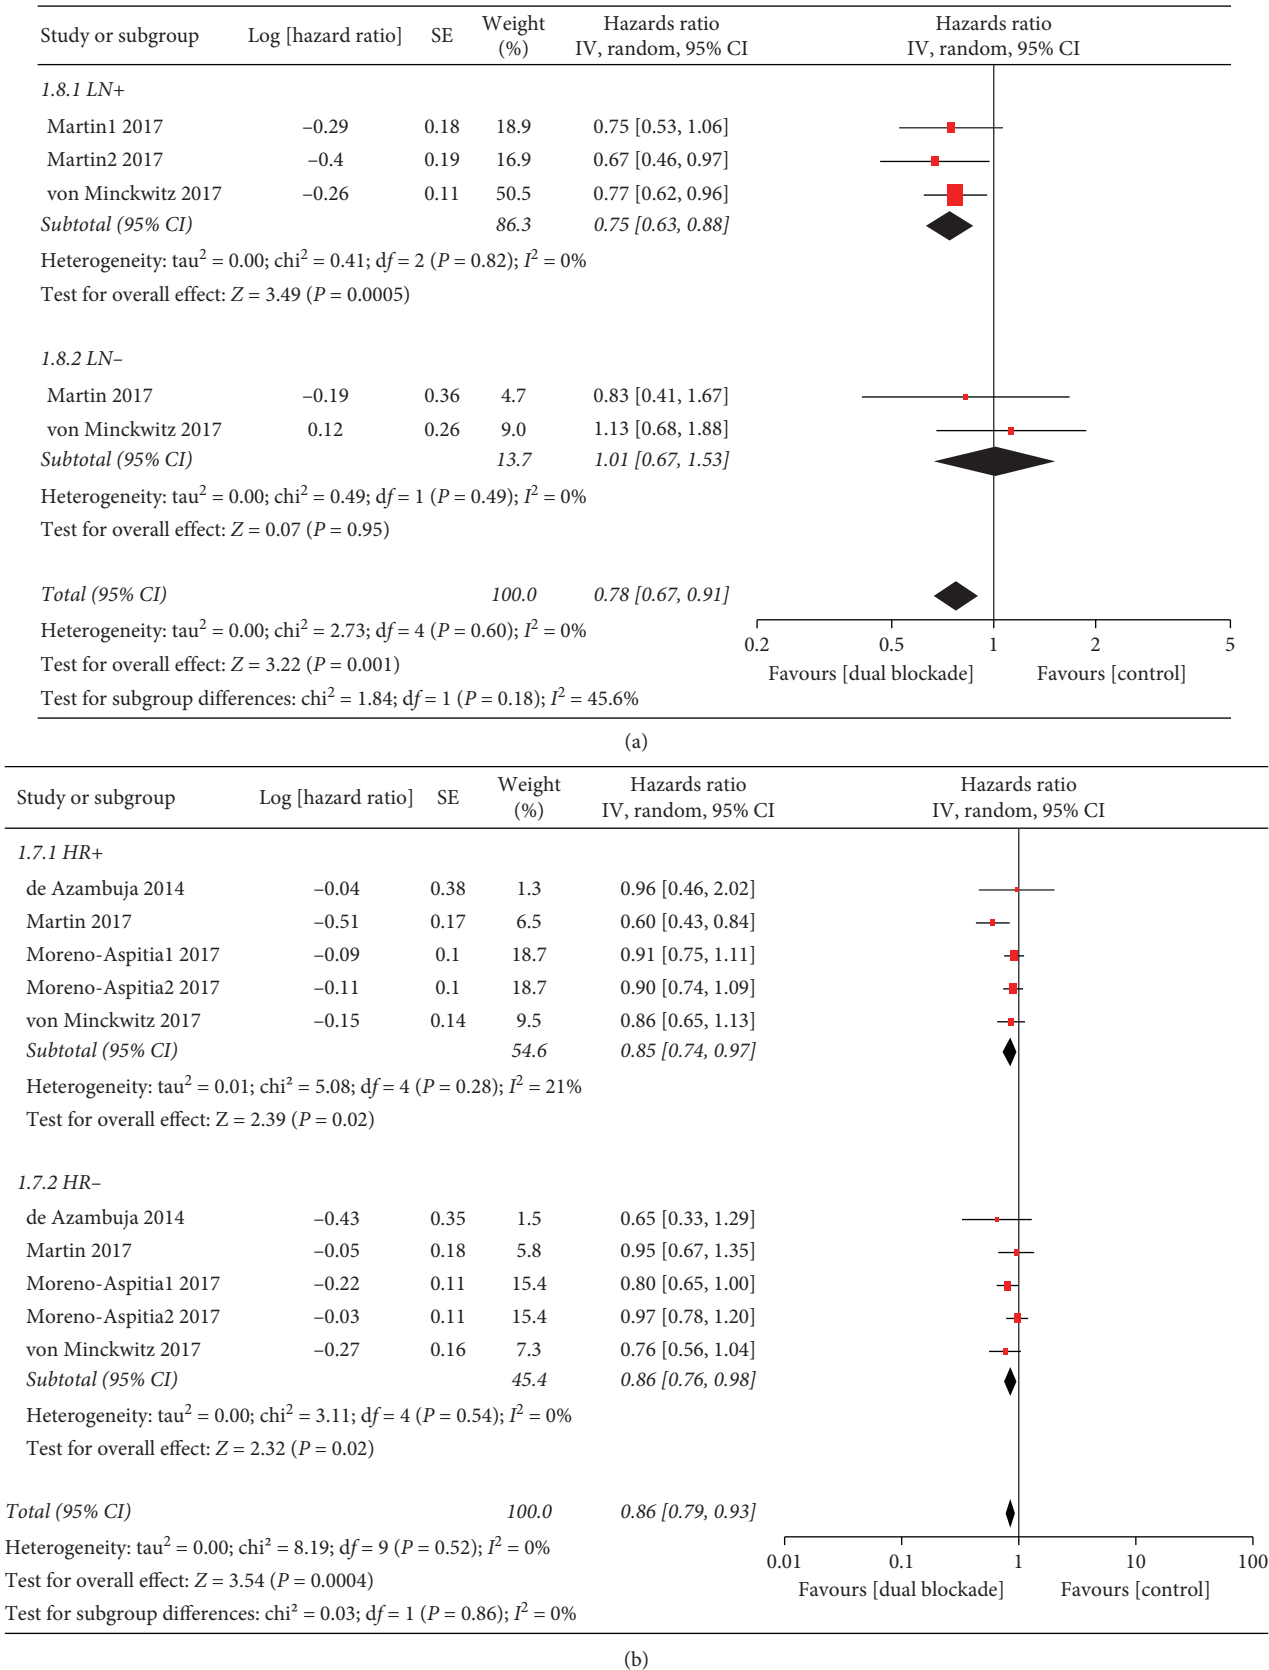 Study or subgroup Log [hazard ratio] SE Weight (%) Hazards ratio IV, random, 95% CI Hazards ratio IV, random, 95% CI
1.8.1 LN+
Martin1 2017 –0.29 0.18 18.9 0.75 [0.53, 1.06]
Martin2 2017 –0.4 0.19 16.9 0.67 [0.46, 0.97]
von Minckwitz 2017 –0.26 0.11 50.5 0.77 [0.62, 0.96]
Subtotal (95% CI) 86.3 0.75 [0.63, 0.88]
Heterogeneity: tau² = 0.00; chi² = 0.41; df = 2 (P = 0.82); I² = 0%
Test for overall effect: Z = 3.49 (P = 0.0005)
1.8.2 LN–
Martin 2017 –0.19 0.36 4.7 0.83 [0.41, 1.67]
von Minckwitz 2017 0.12 0.26 9.0 1.13 [0.68, 1.88]
Subtotal (95% CI) 13.7 1.01 [0.67, 1.53]
Heterogeneity: tau² = 0.00; chi² = 0.49; df = 1 (P = 0.49); I² = 0%
Test for overall effect: Z = 0.07 (P = 0.95)
Total (95% CI) 100.0 0.78 [0.67, 0.91]
Heterogeneity: tau² = 0.00; chi² = 2.73; df = 4 (P = 0.60); I² = 0%
Test for overall effect: Z = 3.22 (P = 0.001)
Test for subgroup differences: chi² = 1.84; df = 1 (P = 0.18); I² = 45.6%
0.2 0.5 1 2 5
Favours [dual blockade] Favours [control]
(a)
Study or subgroup Log [hazard ratio] SE Weight (%) Hazards ratio IV, random, 95% CI Hazards ratio IV, random, 95% CI
1.7.1 HR+
de Azambuja 2014 –0.04 0.38 1.3 0.96 [0.46, 2.02]
Martin 2017 –0.51 0.17 6.5 0.60 [0.43, 0.84]
Moreno-Aspitia1 2017 –0.09 0.1 18.7 0.91 [0.75, 1.11]
Moreno-Aspitia2 2017 –0.11 0.1 18.7 0.90 [0.74, 1.09]
von Minckwitz 2017 –0.15 0.14 9.5 0.86 [0.65, 1.13]
Subtotal (95% CI) 54.6 0.85 [0.74, 0.97]
Heterogeneity: tau² = 0.01; chi² = 5.08; df = 4 (P = 0.28); I² = 21%
Test for overall effect: Z = 2.39 (P = 0.02)
1.7.2 HR–
de Azambuja 2014 –0.43 0.35 1.5 0.65 [0.33, 1.29]
Martin 2017 –0.05 0.18 5.8 0.95 [0.67, 1.35]
Moreno-Aspitia1 2017 –0.22 0.11 15.4 0.80 [0.65, 1.00]
Moreno-Aspitia2 2017 –0.03 0.11 15.4 0.97 [0.78, 1.20]
von Minckwitz 2017 –0.27 0.16 7.3 0.76 [0.56, 1.04]
Subtotal (95% CI) 45.4 0.86 [0.76, 0.98]
Heterogeneity: tau² = 0.00; chi² = 3.11; df = 4 (P = 0.54); I² = 0%
Test for overall effect: Z = 2.32 (P = 0.02)
Total (95% CI) 100.0 0.86 [0.79, 0.93]
Heterogeneity: tau² = 0.00; chi² = 8.19; df = 9 (P = 0.52); I² = 0%
Test for overall effect: Z = 3.54 (P = 0.0004)
Test for subgroup differences: chi² = 0.03; df = 1 (P = 0.86); I² = 0%
0.01 0.1 1 10 100
Favours [dual blockade] Favours [control]
(b)